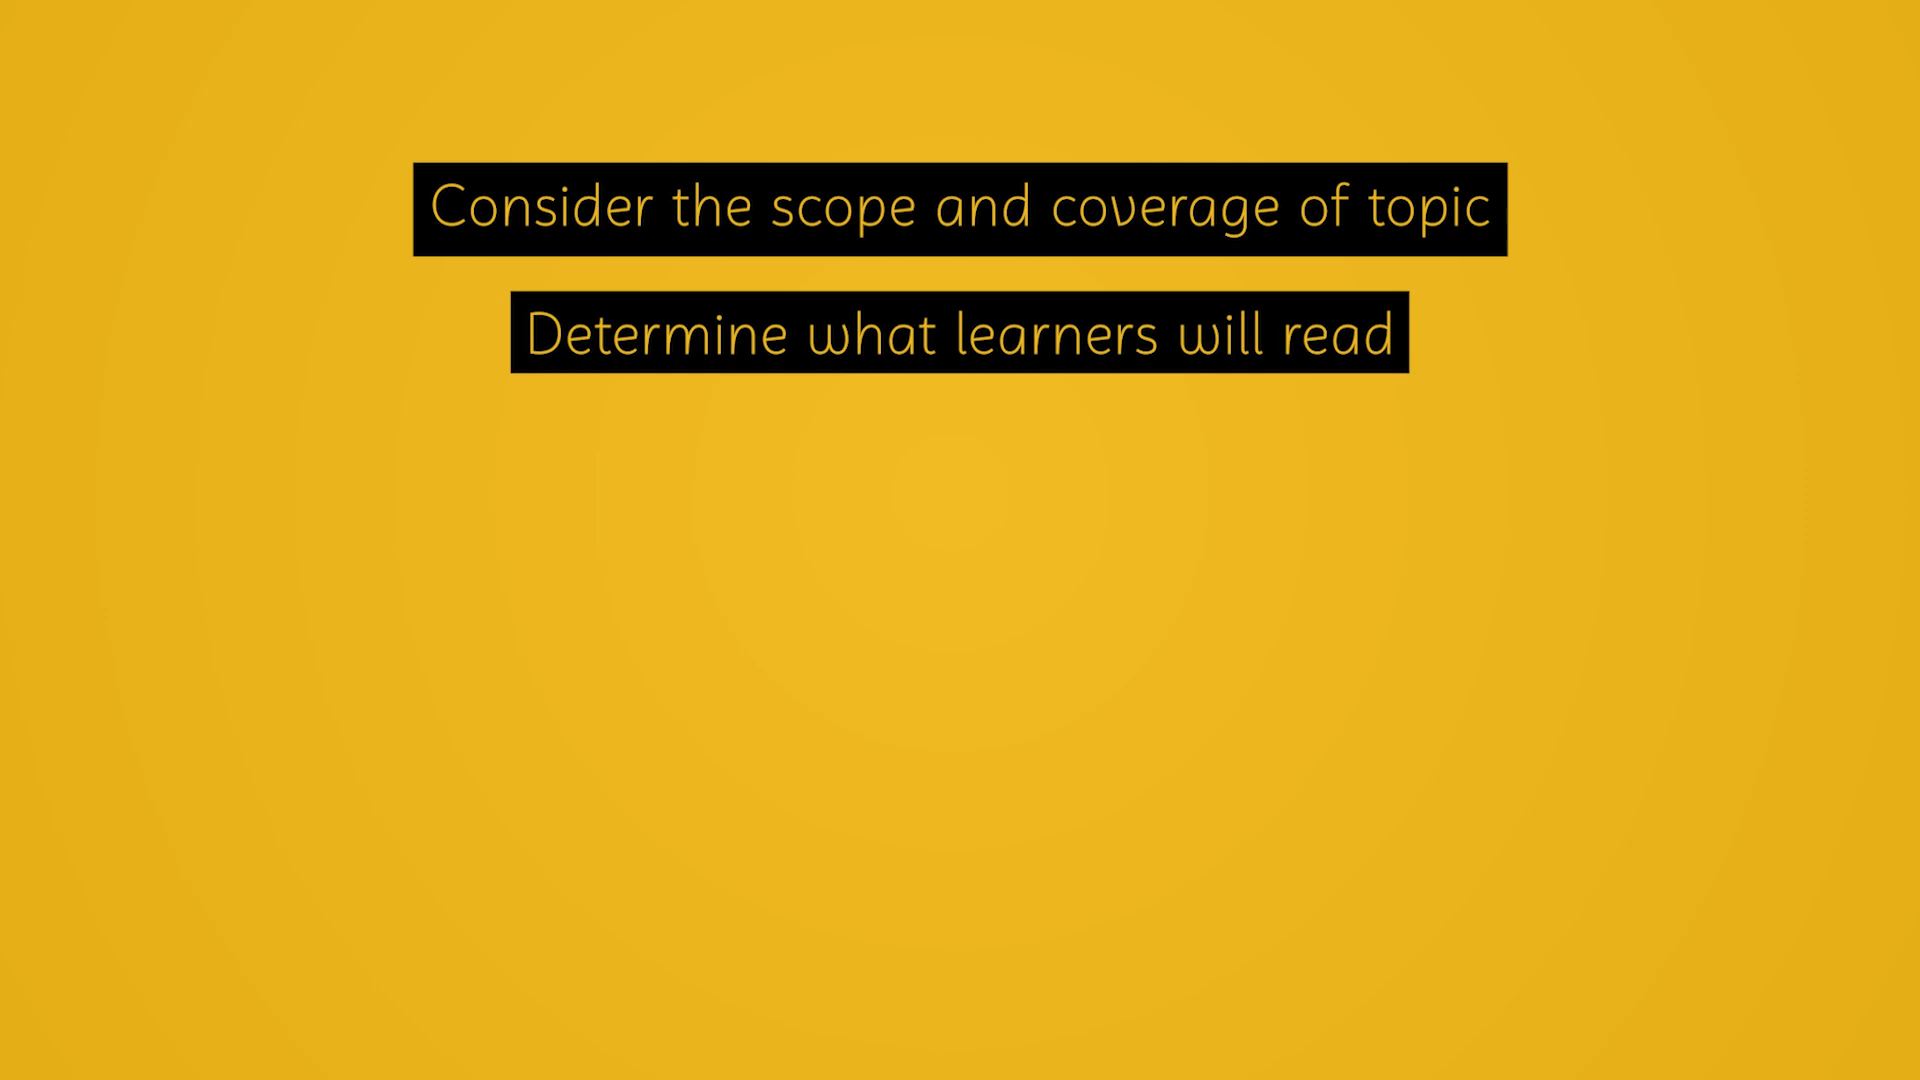 Consider the scope and coverage of topic
Determine what learners will read